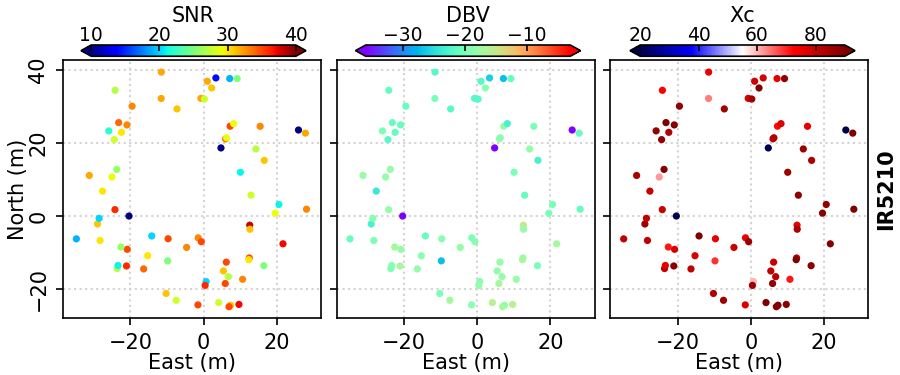 SNR DBV Xc
10 20 30 40 −30 −20 −10 20 40 60 80
40
20
0
−20
North (m)
IR5210
−20 0 20 −20 0 20 −20 0 20
East (m) East (m) East (m)